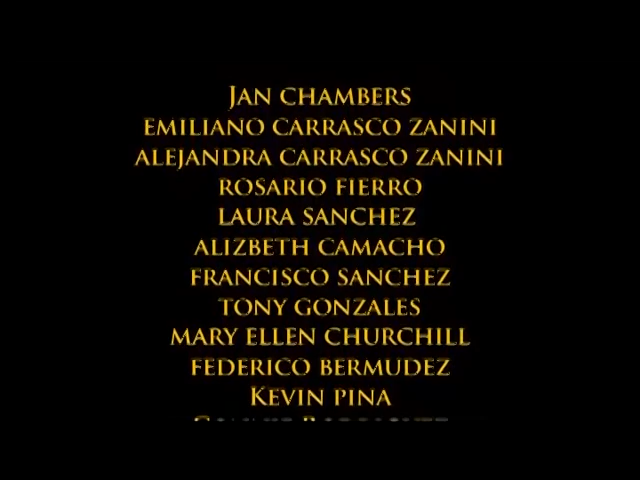 Jan chambers
EMILIANO CARRASCO ZANINI
ALEJANDRA CARRASCO ZANINI
ROSARIO FIERRO
LAURA SANCHEZ
ALIZBETH CAMACHO
FRANCISCO SANCHEZ
TONY GONZALES
MARY ELLEN CHURCHILL
FEDERICO BERMUDEZ
Kevin pina